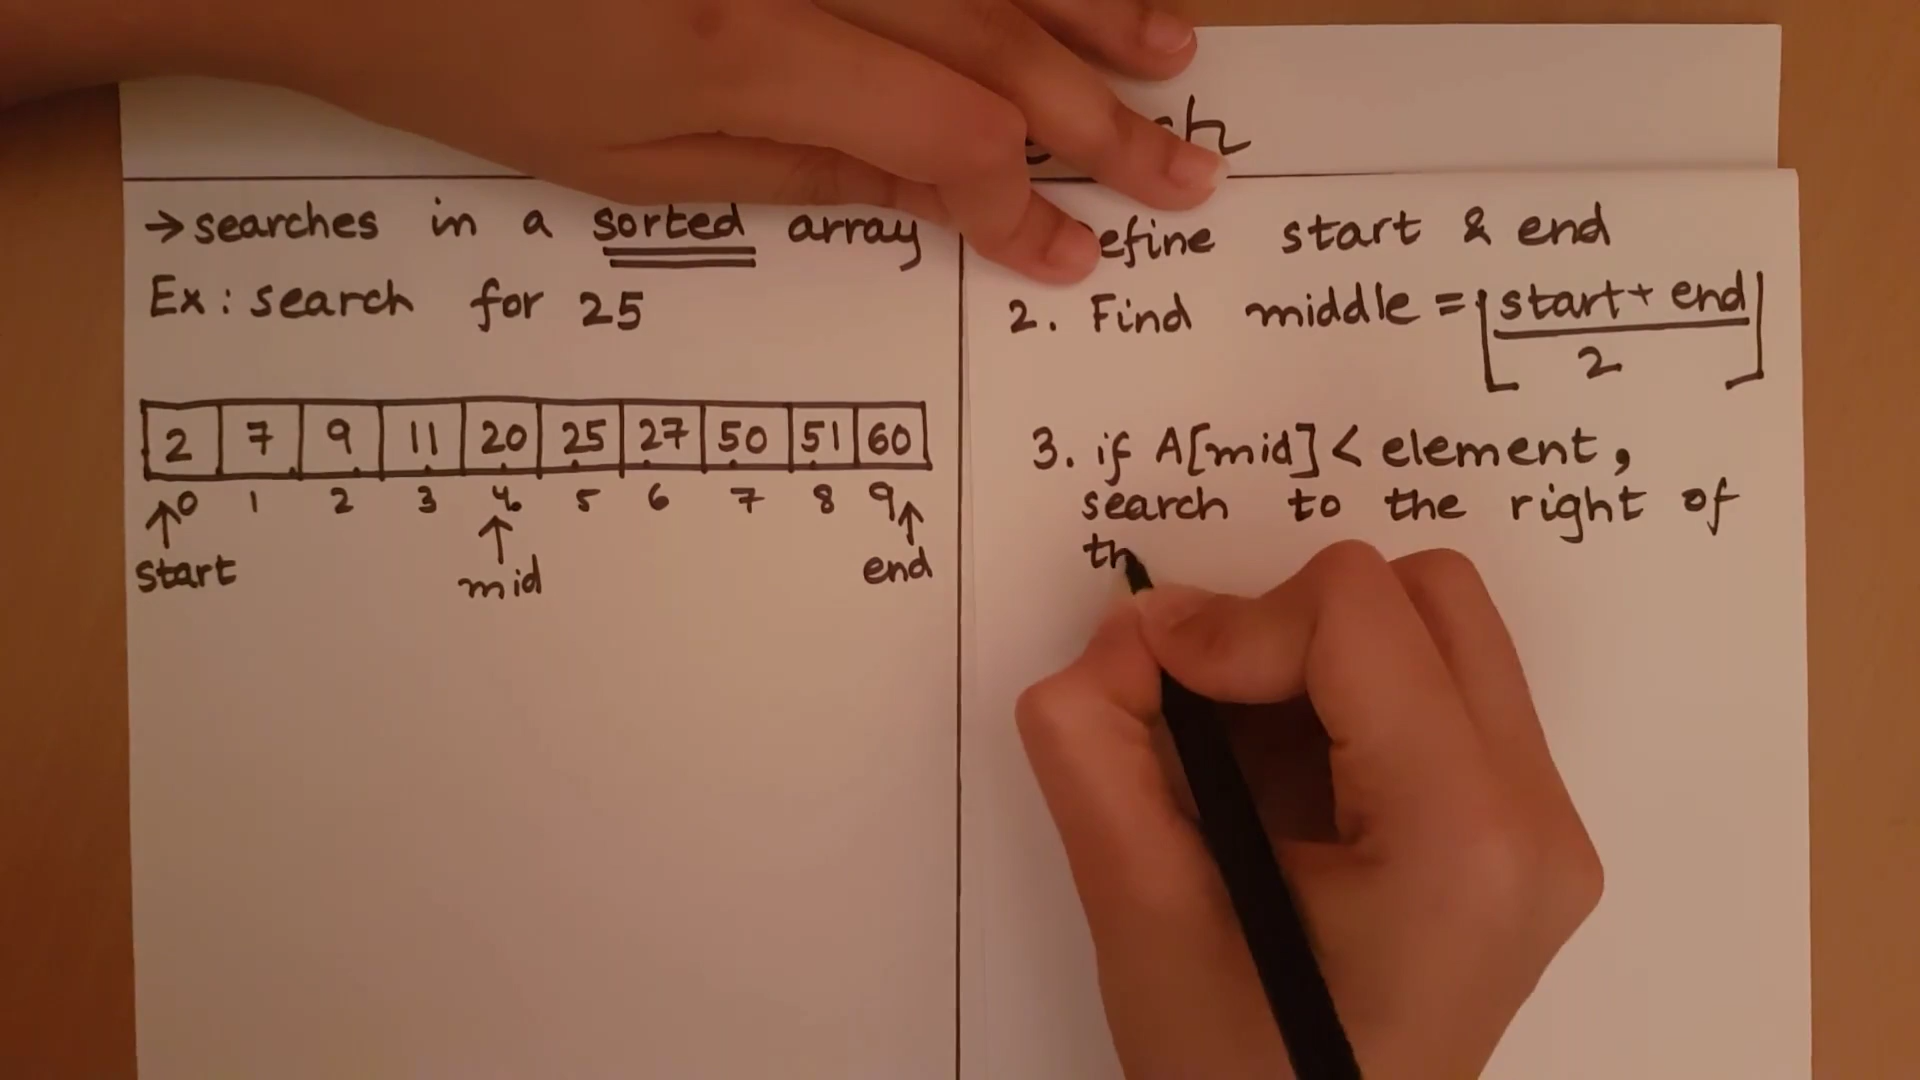 → searches in a sorted array
Ex: search for 25
2 7 9 11 20 25 27 50 51 60
0 1 2 3 4 5 6 7 8 9
↑ ↑ ↑
start mid end
start & end
2. Find middle = ⌊start + end / 2⌋
3. if A[mid] < element,
search to the right of